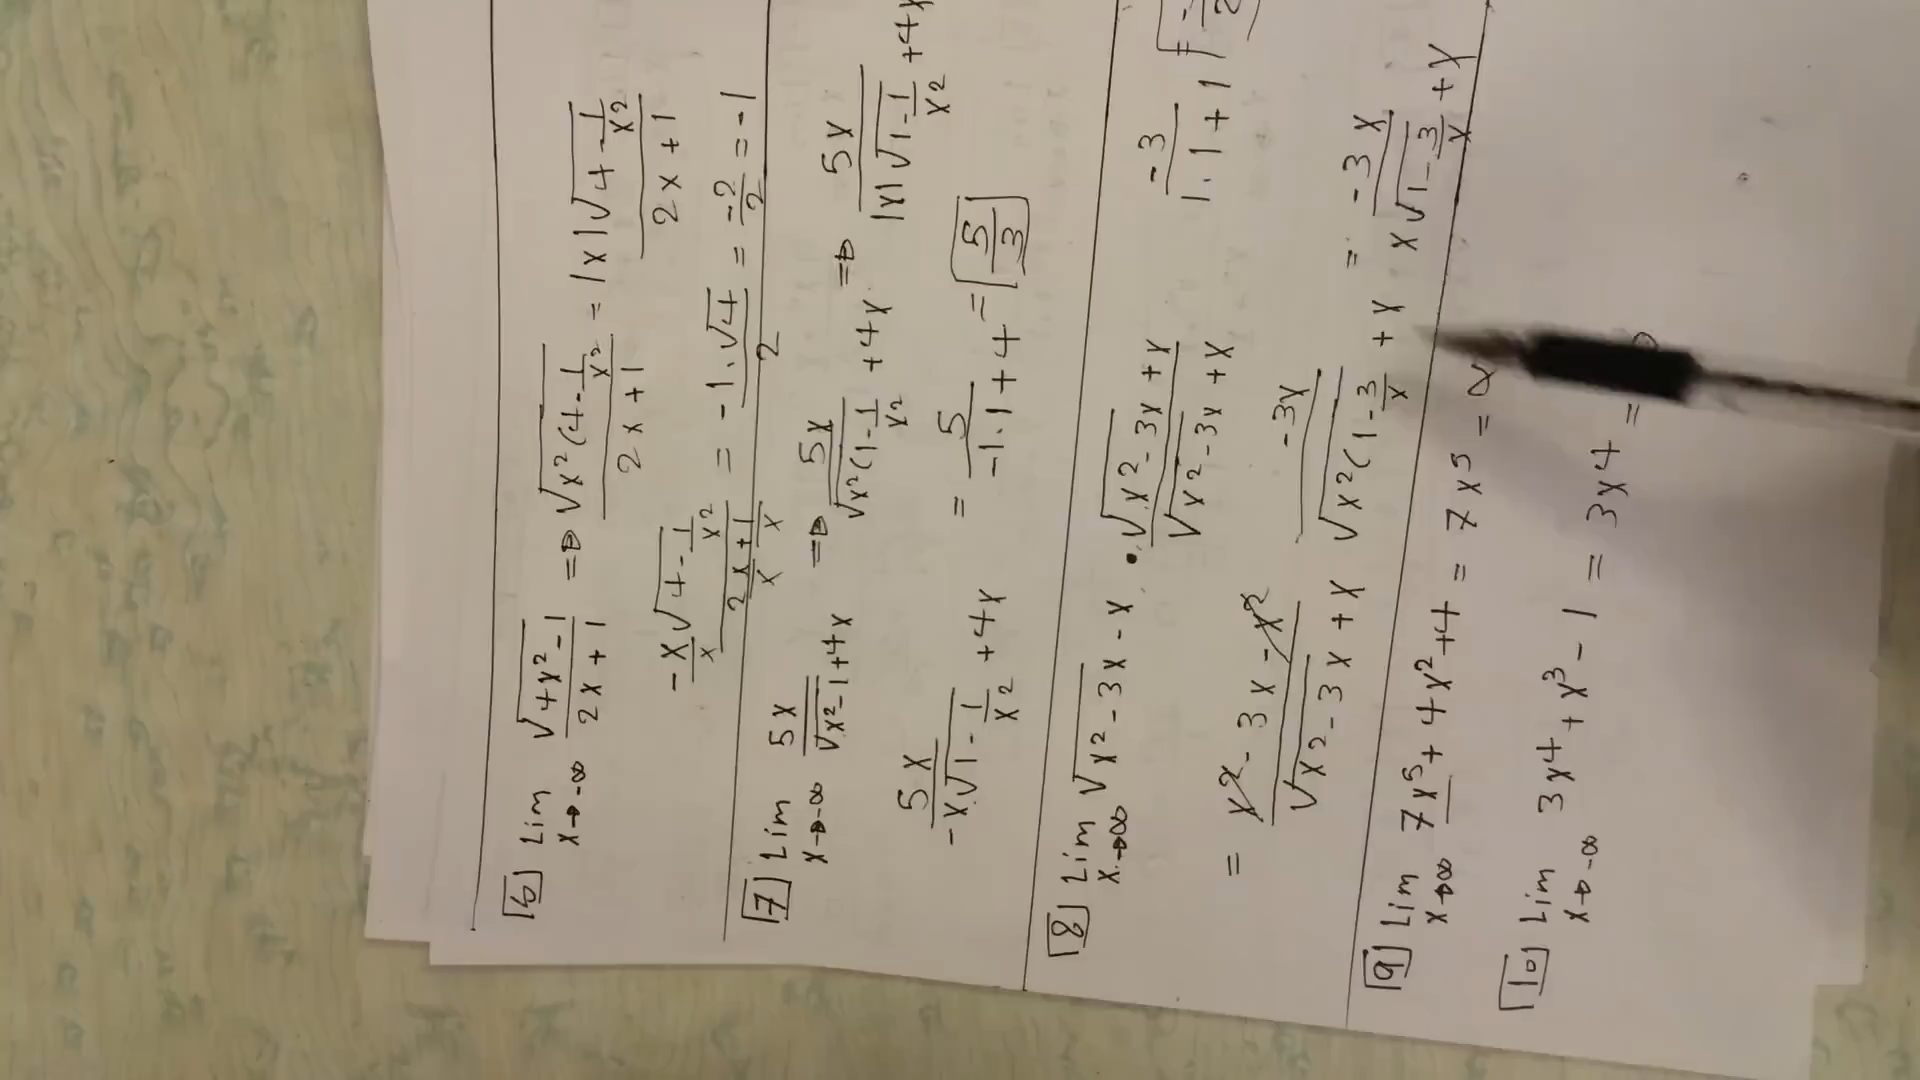 [6] Lim x→-∞ √(4x²-1) / (2x+1) ⇒ √(x²(4-1/x²)) / (2x+1) = |x|√(4-1/x²) / (2x+1)
-x/x √(4-1/x²) / (2x/x + 1/x) = -1.√4 / 2 = -2/2 = -1
[7] Lim x→-∞ 5x / (√(x²-1)+4x) ⇒ 5x / (√(x²(1-1/x²)) +4x) ⇒ 5x / (|x|√(1-1/x²) +4x
5x / (-x√(1-1/x²) +4x = 5 / (-1.1+4) = [5/3]
[8] Lim x→∞ √(x²-3x) - x • (√(x²-3x)+x) / (√(x²-3x)+x) -3 / (1.1+1) =
= (x²-3x-x²) / (√(x²-3x)+x) -3x / (√(x²(1-3/x)) +x) = -3x / (x√(1-3/x) +x)
[9] Lim x→∞ 7x⁵+4x²+4 = 7x⁵ =
[10] Lim x→-∞ 3x⁴+x³-1 = 3x⁴ =